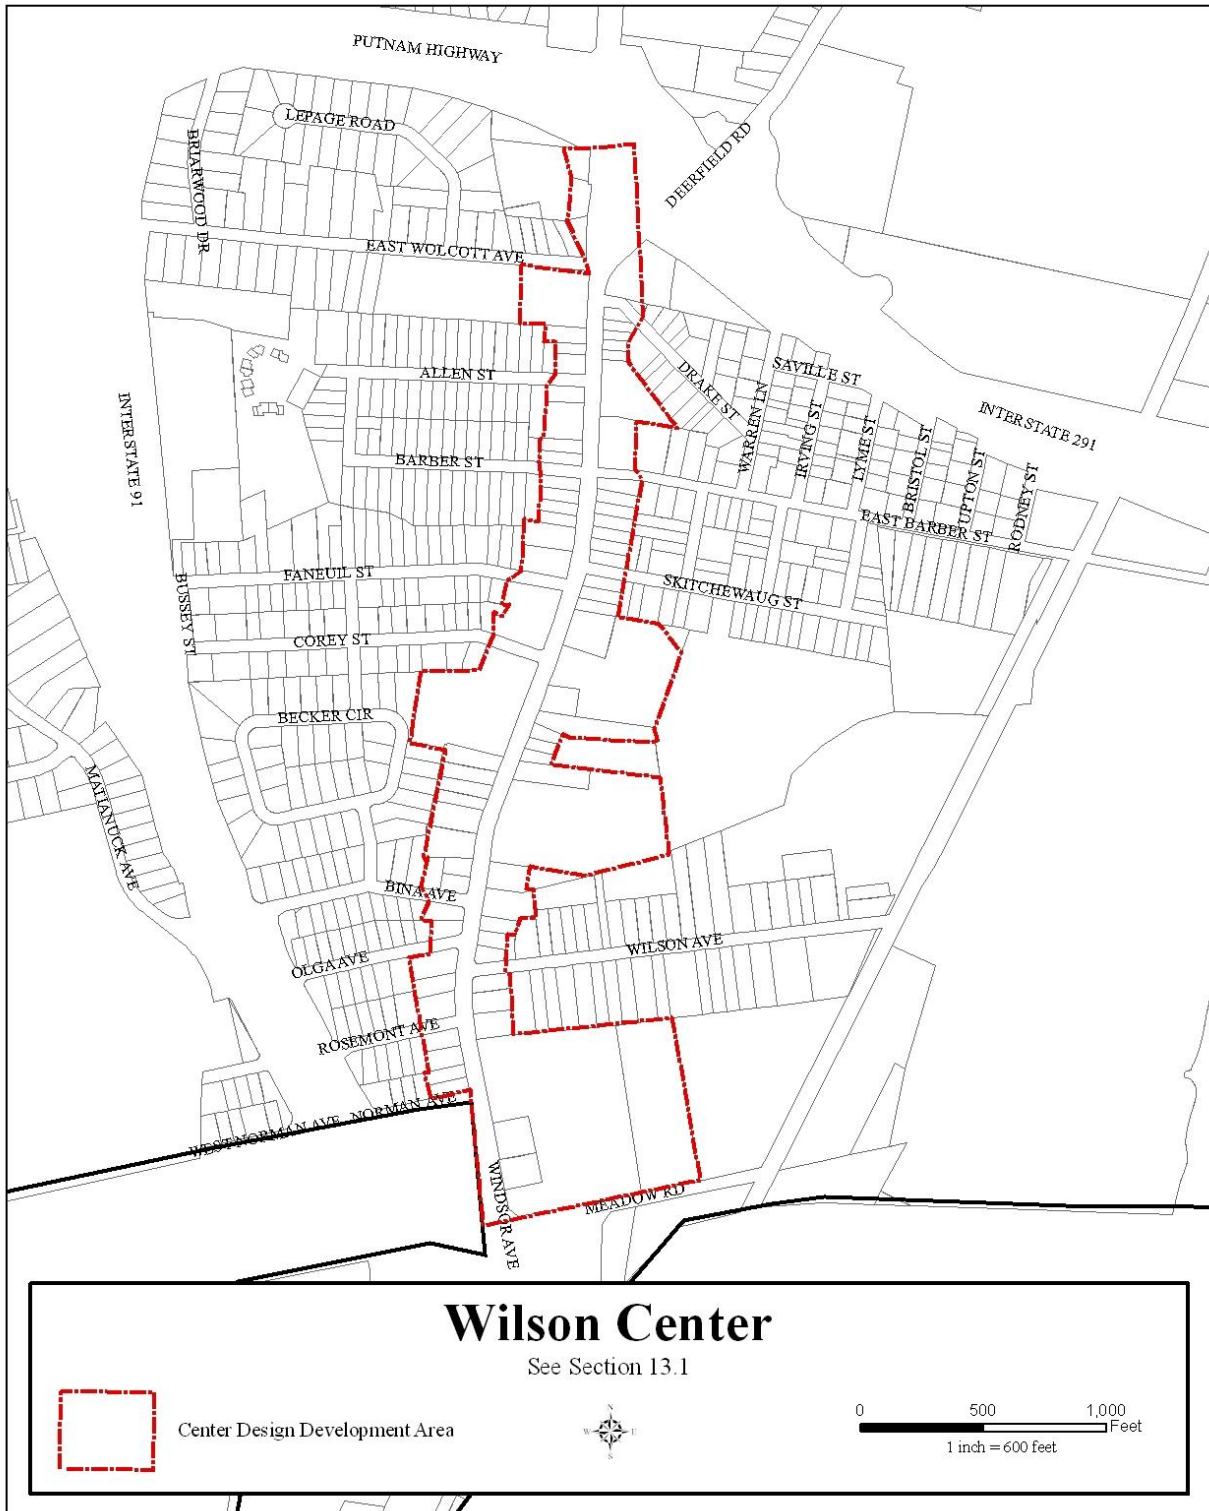 PUTNAM HIGHWAY
LEPAGE ROAD
BRIARWOOD DR
DEERFIELD RD
EAST WOLCOTT AVE
ALLEN ST
DRAKE ST
SAVILLE ST
WARREN LN
IRVING ST
LYME ST
BRISTOL ST
UPTON ST
RODNEY ST
INTERSTATE 291
INTERSTATE 91
BARBER ST
EAST BARBER ST
FANEUIL ST
SKITCHEWAUG ST
BUSSEY ST
COREY ST
BECKER CIR
MATIANUCK AVE
BINA AVE
WILSON AVE
OLGA AVE
ROSEMONT AVE
WEST NORMAN AVE
NORMAN AVE
WINDSOR AVE
MEADOW RD
Wilson Center
See Section 13.1
Center Design Development Area
N
W E
S
0 500 1,000
Feet
1 inch = 600 feet